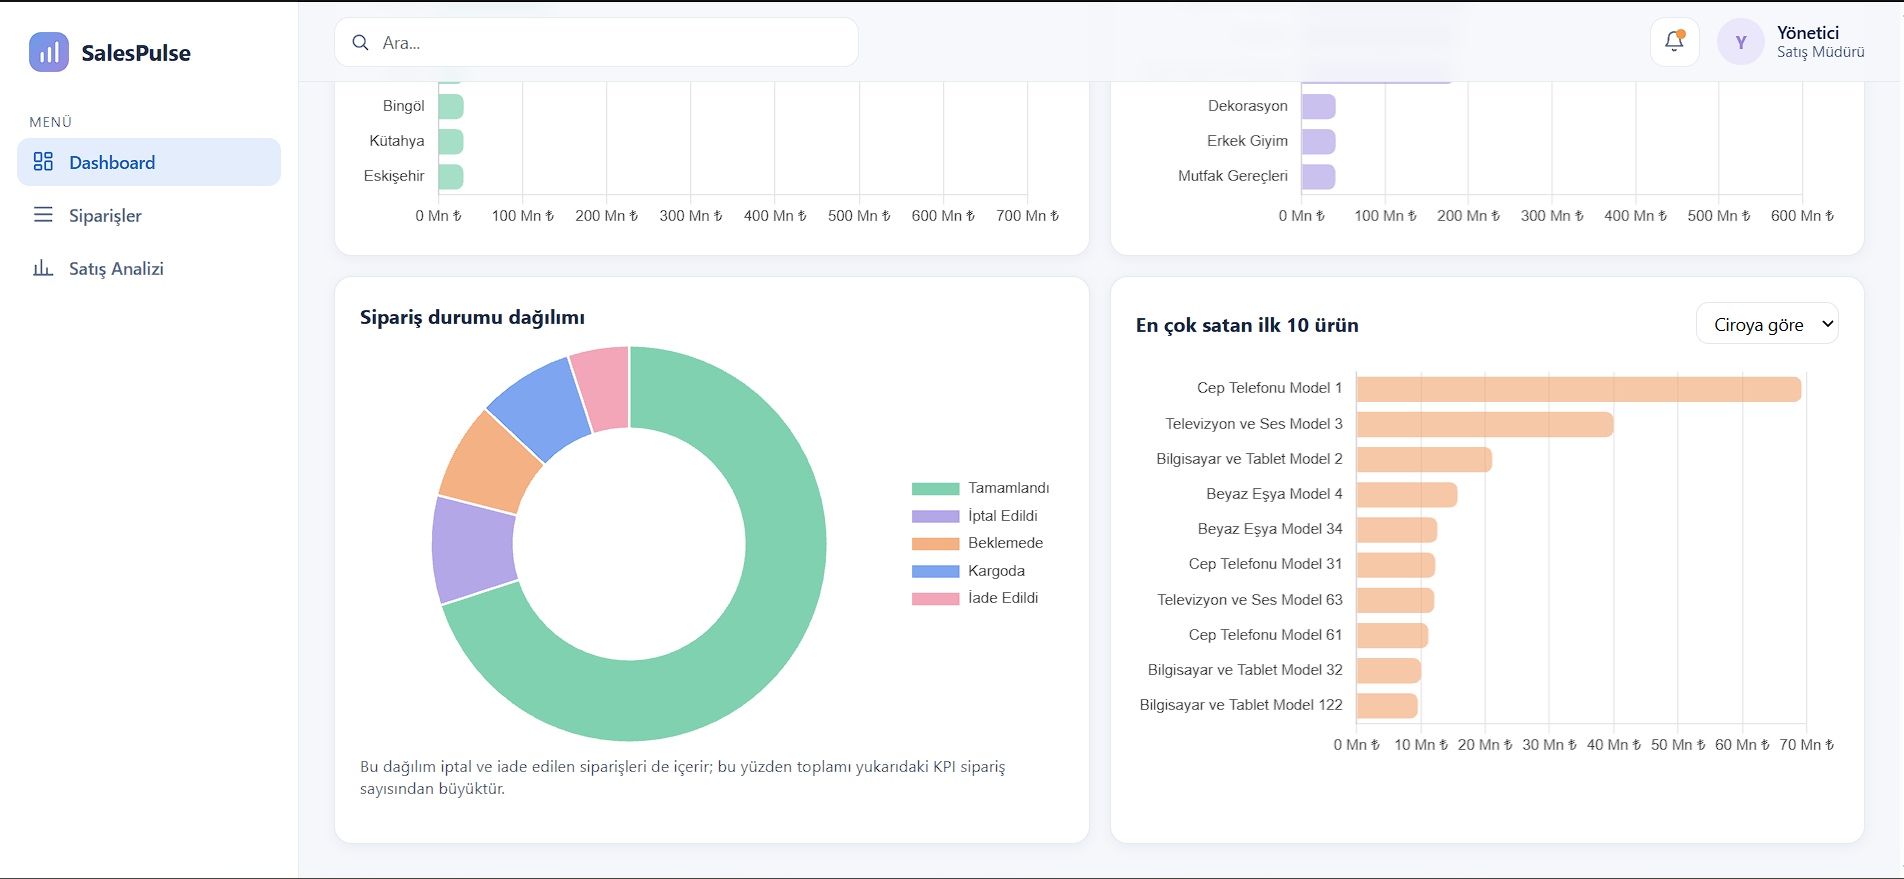 SalesPulse
MENÜ
Dashboard
Siparişler
Satış Analizi
Ara...
Y
Yönetici
Satış Müdürü
Bingöl
Kütahya
Eskişehir
0 Mn ₺ 100 Mn ₺ 200 Mn ₺ 300 Mn ₺ 400 Mn ₺ 500 Mn ₺ 600 Mn ₺ 700 Mn ₺
Dekorasyon
Erkek Giyim
Mutfak Gereçleri
0 Mn ₺ 100 Mn ₺ 200 Mn ₺ 300 Mn ₺ 400 Mn ₺ 500 Mn ₺ 600 Mn ₺
Sipariş durumu dağılımı
Tamamlandı
İptal Edildi
Beklemede
Kargoda
İade Edildi
Bu dağılım iptal ve iade edilen siparişleri de içerir; bu yüzden toplamı yukarıdaki KPI sipariş
sayısından büyüktür.
En çok satan ilk 10 ürün
Ciroya göre
Cep Telefonu Model 1
Televizyon ve Ses Model 3
Bilgisayar ve Tablet Model 2
Beyaz Eşya Model 4
Beyaz Eşya Model 34
Cep Telefonu Model 31
Televizyon ve Ses Model 63
Cep Telefonu Model 61
Bilgisayar ve Tablet Model 32
Bilgisayar ve Tablet Model 122
0 Mn ₺ 10 Mn ₺ 20 Mn ₺ 30 Mn ₺ 40 Mn ₺ 50 Mn ₺ 60 Mn ₺ 70 Mn ₺